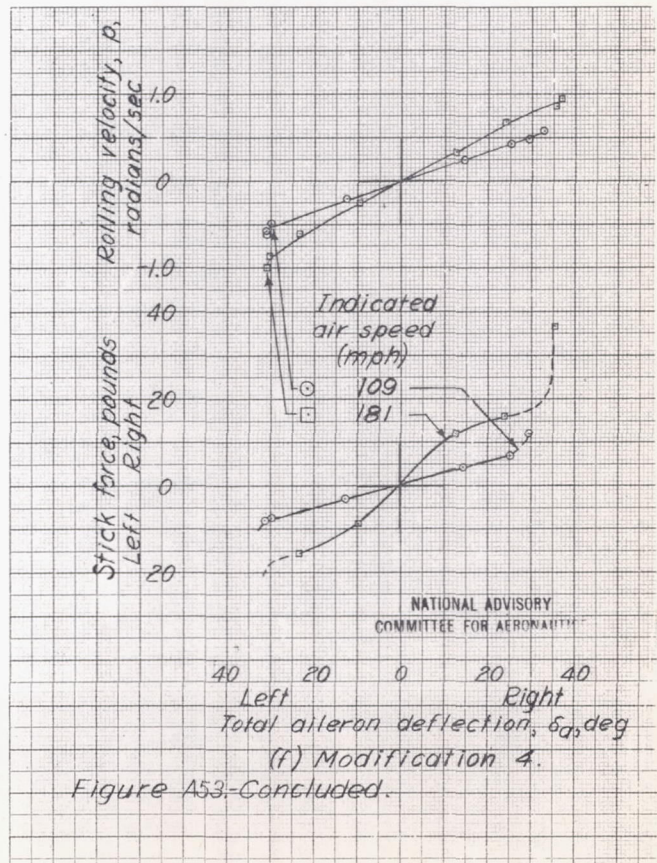 Rolling velocity, p,
radians/sec
1.0
0
-1.0
Stick force, pounds
Left Right
40
20
0
20
Indicated
air speed
(mph)
109
181
NATIONAL ADVISORY
COMMITTEE FOR
40 20 0 20 40
Left Right
Total aileron deflection, δa, deg
(f) Modification 4.
Figure A53.-Concluded.